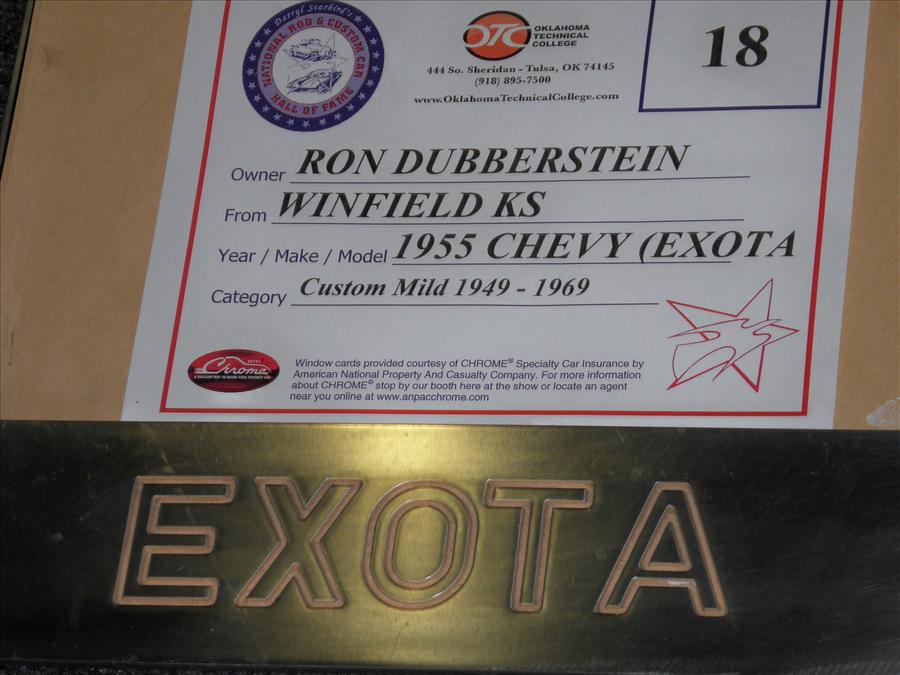 Darryl Starbird's
NATIONAL ROD & CUSTOM CAR
HALL OF FAME
OTC
OKLAHOMA
TECHNICAL
COLLEGE
444 So. Sheridan - Tulsa, OK 74145
(918) 895-7500
www.OklahomaTechnicalCollege.com
18
Owner RON DUBBERSTEIN
From WINFIELD KS
Year / Make / Model 1955 CHEVY (EXOTA
Category Custom Mild 1949 - 1969
Chrome
Window cards provided courtesy of CHROME® Specialty Car Insurance by
American National Property And Casualty Company. For more information
about CHROME® stop by our booth here at the show or locate an agent
near you online at www.anpacchrome.com
EXOTA